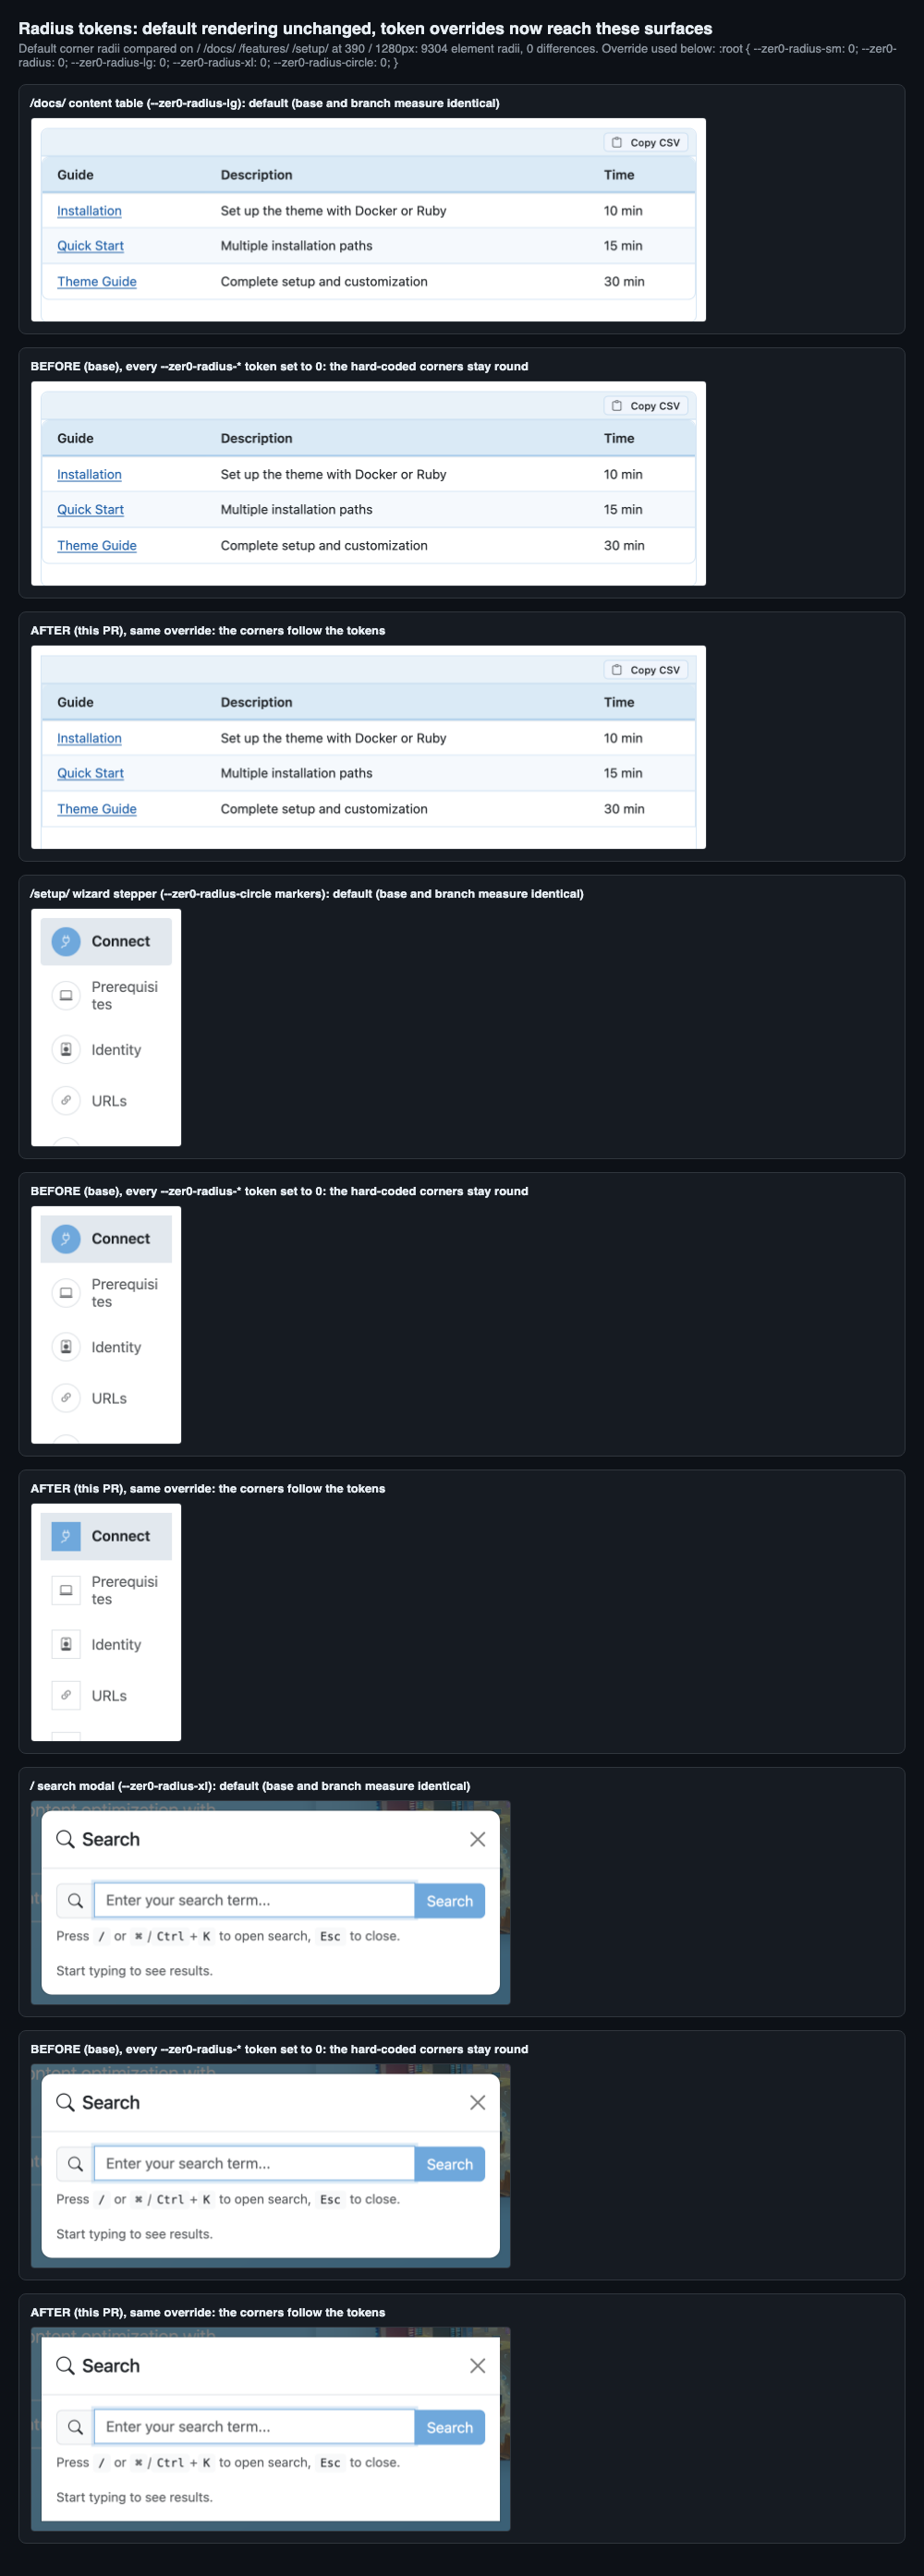 Radius tokens: default rendering unchanged, token overrides now reach these surfaces
Default corner radii compared on / /docs/ /features/ /setup/ at 390 / 1280px: 9304 element radii, 0 differences. Override used below: :root { --zer0-radius-sm: 0; --zer0-
radius: 0; --zer0-radius-lg: 0; --zer0-radius-xl: 0; --zer0-radius-circle: 0; }
/docs/ content table (--zer0-radius-lg): default (base and branch measure identical)
Copy CSV
Guide Description Time
Installation Set up the theme with Docker or Ruby 10 min
Quick Start Multiple installation paths 15 min
Theme Guide Complete setup and customization 30 min
BEFORE (base), every --zer0-radius-* token set to 0: the hard-coded corners stay round
Copy CSV
Guide Description Time
Installation Set up the theme with Docker or Ruby 10 min
Quick Start Multiple installation paths 15 min
Theme Guide Complete setup and customization 30 min
AFTER (this PR), same override: the corners follow the tokens
Copy CSV
Guide Description Time
Installation Set up the theme with Docker or Ruby 10 min
Quick Start Multiple installation paths 15 min
Theme Guide Complete setup and customization 30 min
/setup/ wizard stepper (--zer0-radius-circle markers): default (base and branch measure identical)
Connect
Prerequisi
tes
Identity
URLs
BEFORE (base), every --zer0-radius-* token set to 0: the hard-coded corners stay round
Connect
Prerequisi
tes
Identity
URLs
AFTER (this PR), same override: the corners follow the tokens
Connect
Prerequisi
tes
Identity
URLs
/ search modal (--zer0-radius-xl): default (base and branch measure identical)
ontent optimization with
Search
Enter your search term... Search
Press / or ⌘ / Ctrl + K to open search, Esc to close.
Start typing to see results.
BEFORE (base), every --zer0-radius-* token set to 0: the hard-coded corners stay round
ontent optimization with
Search
Enter your search term... Search
Press / or ⌘ / Ctrl + K to open search, Esc to close.
Start typing to see results.
AFTER (this PR), same override: the corners follow the tokens
ontent optimization with
Search
Enter your search term... Search
Press / or ⌘ / Ctrl + K to open search, Esc to close.
Start typing to see results.